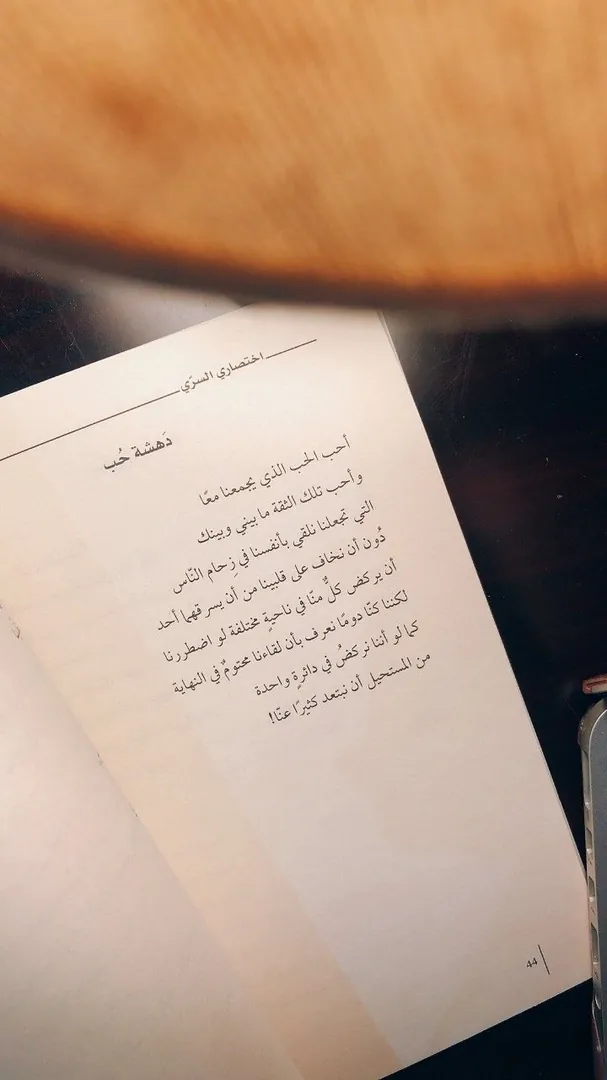 اختصاري السرّي
دَهشة حُب
أحب الحب الذي يجمعنا معًا
وأحب تلك الثقة ما بيني وبينك
التي تجعلنا نلقي بأنفسنا في زِحام النّاس
دُون أن نخاف على قلبينا من أن يسرقهما أحد
أن يركض كلٌّ منّا في ناحيةٍ مختلفة لو اضطررنا
لكننا كنّا دومًا نعرف بأن لقاءنا محتومٌ في النهاية
كما لو أننا نركضُ في دائرةٍ واحدة
من المستحيل أن نبتعد كثيرًا عنّا!
44